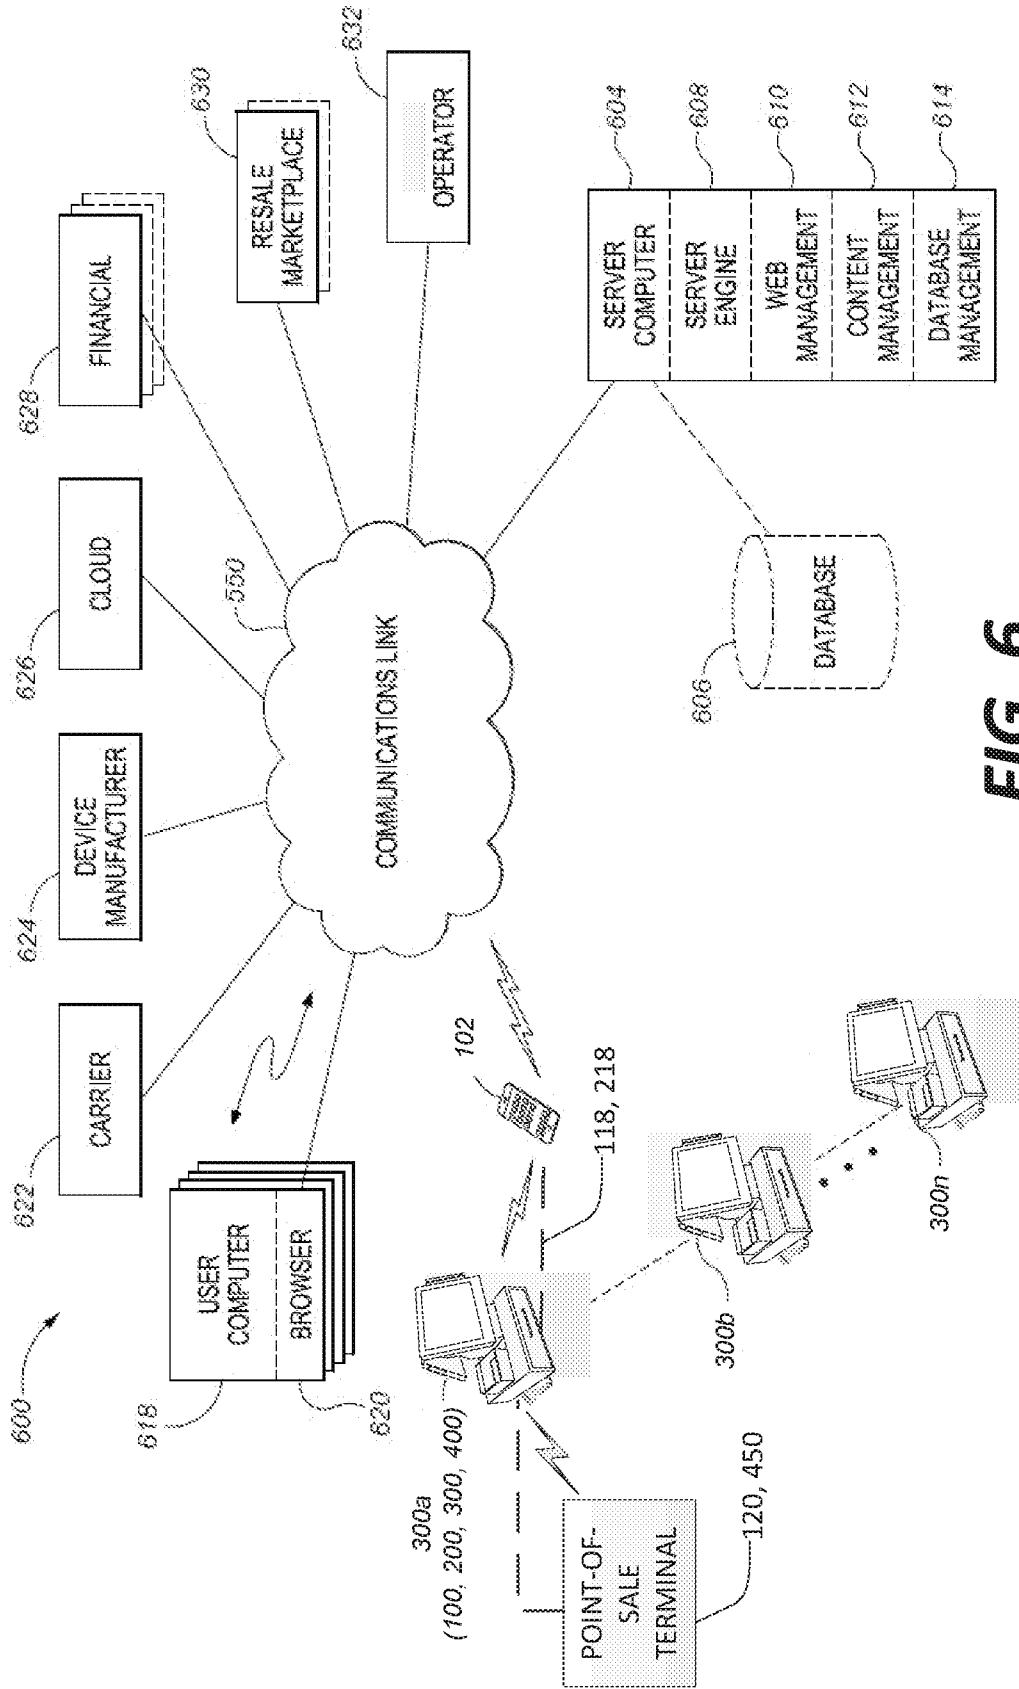 600
622
CARRIER
624
DEVICE
MANUFACTURER
626
CLOUD
628
FINANCIAL
618
USER
COMPUTER
620
BROWSER
630
RESALE
MARKETPLACE
632
OPERATOR
COMMUNICATIONS LINK
102
118, 218
300a
(100, 200, 300, 400)
POINT-OF-
SALE
TERMINAL
120, 450
300b
300n
604
SERVER
COMPUTER
608
SERVER
ENGINE
610
WEB
MANAGEMENT
612
CONTENT
MANAGEMENT
614
DATABASE
MANAGEMENT
606
DATABASE
FIG. 6